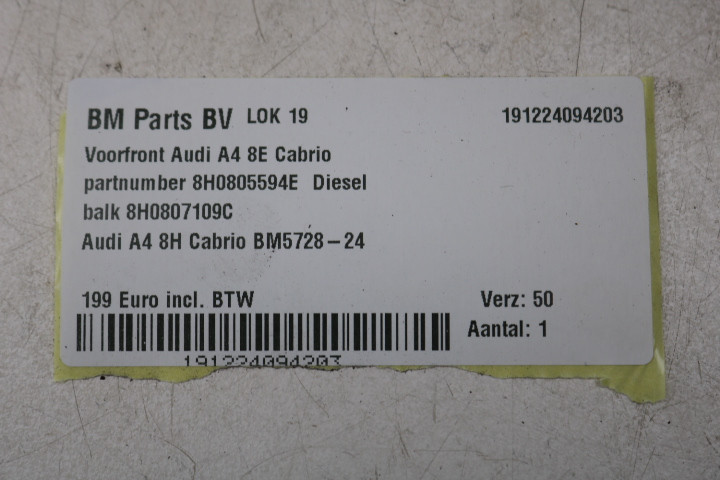 BM Parts BV LOK 19 191224094203
Voorfront Audi A4 8E Cabrio
partnumber 8H0805594E Diesel
balk 8H0807109C
Audi A4 8H Cabrio BM5728-24
199 Euro incl. BTW Verz: 50
Aantal: 1
191224094203